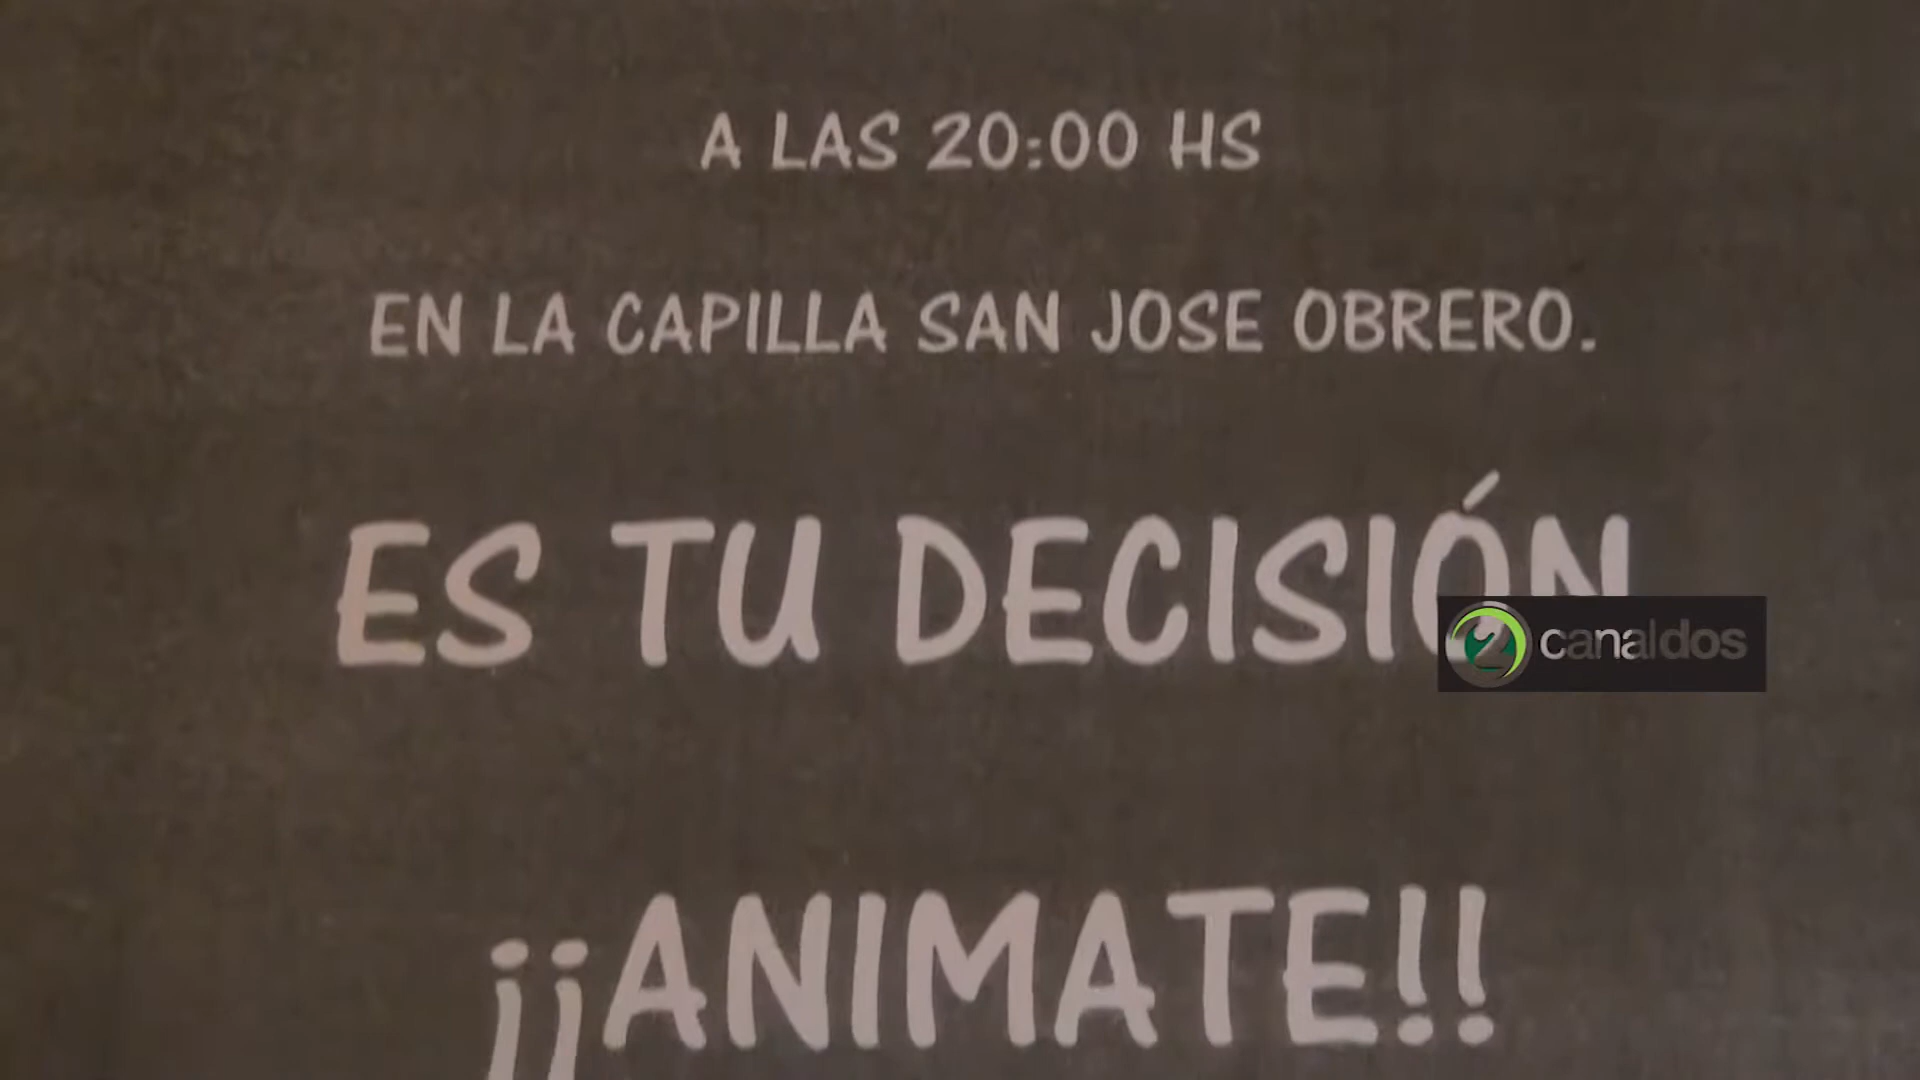 A LAS 20:00 HS
EN LA CAPILLA SAN JOSE OBRERO.
ES TU DECISIÓN
canaldos
¡¡ANIMATE!!